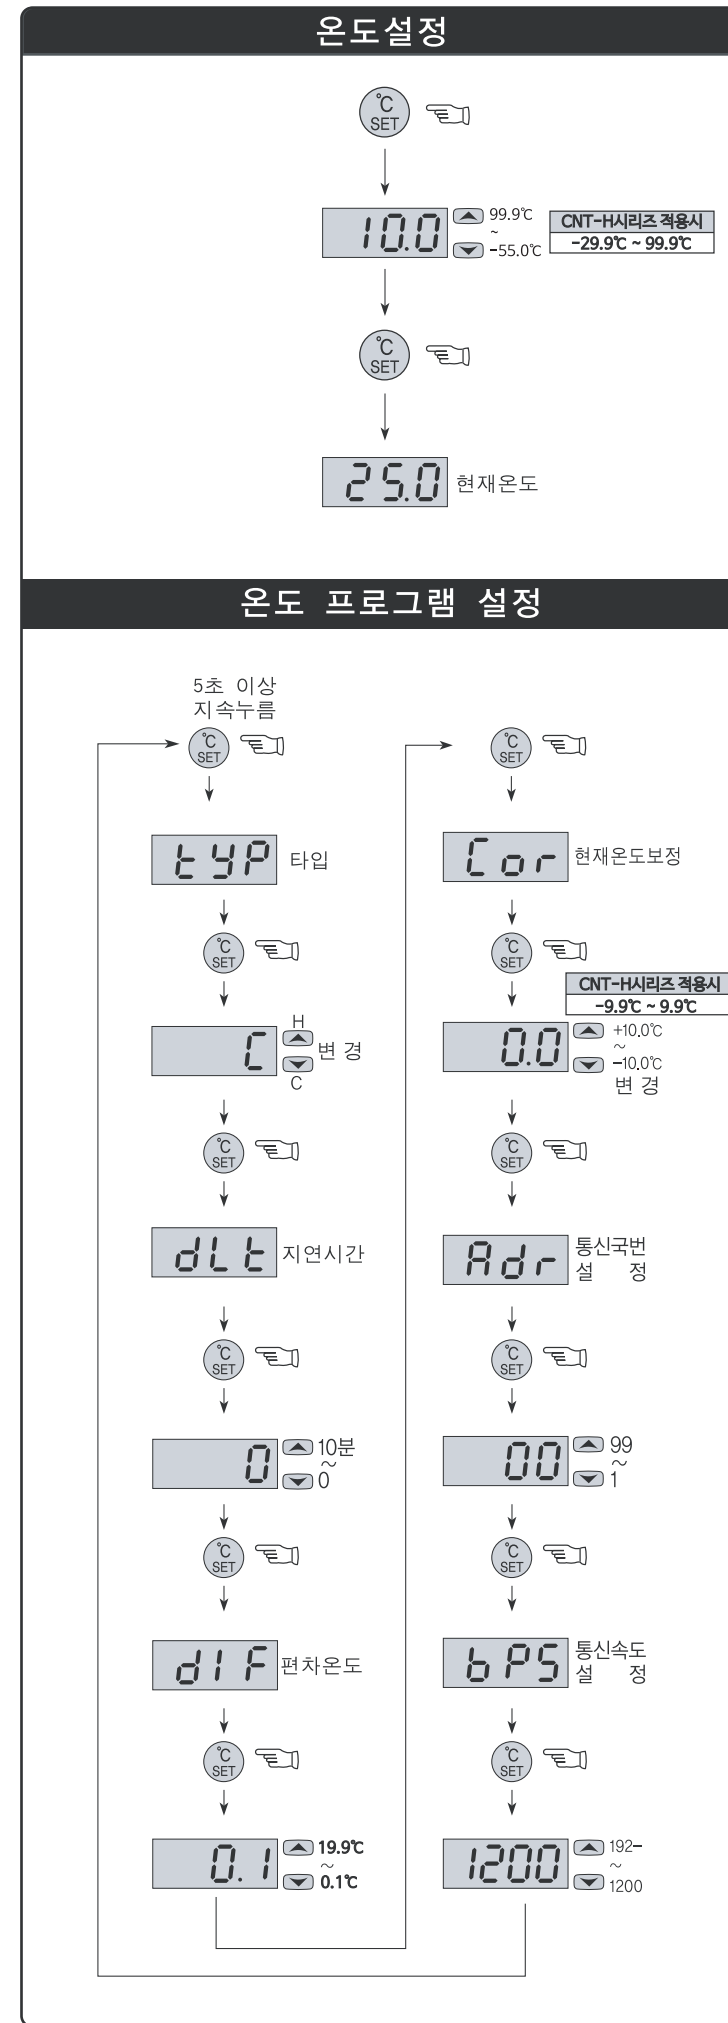 온도설정
°C
SET
10.0
99.9℃
~
-55.0℃
CNT-H시리즈 적용시
-29.9℃ ~ 99.9℃
°C
SET
25.0
현재온도
온도 프로그램 설정
5초 이상
지속누름
°C
SET
tYP
타입
°C
SET
C
H
변 경
C
°C
SET
dLt
지연시간
°C
SET
0
10분
~
0
°C
SET
dIF
편차온도
°C
SET
0.1
19.9℃
~
0.1℃
°C
SET
Cor
현재온도보정
°C
SET
CNT-H시리즈 적용시
-9.9℃ ~ 9.9℃
0.0
+10.0℃
~
-10.0℃
변 경
°C
SET
Adr
통신국번
설 정
°C
SET
00
99
~
1
°C
SET
bPS
통신속도
설 정
°C
SET
1200
192-
~
1200